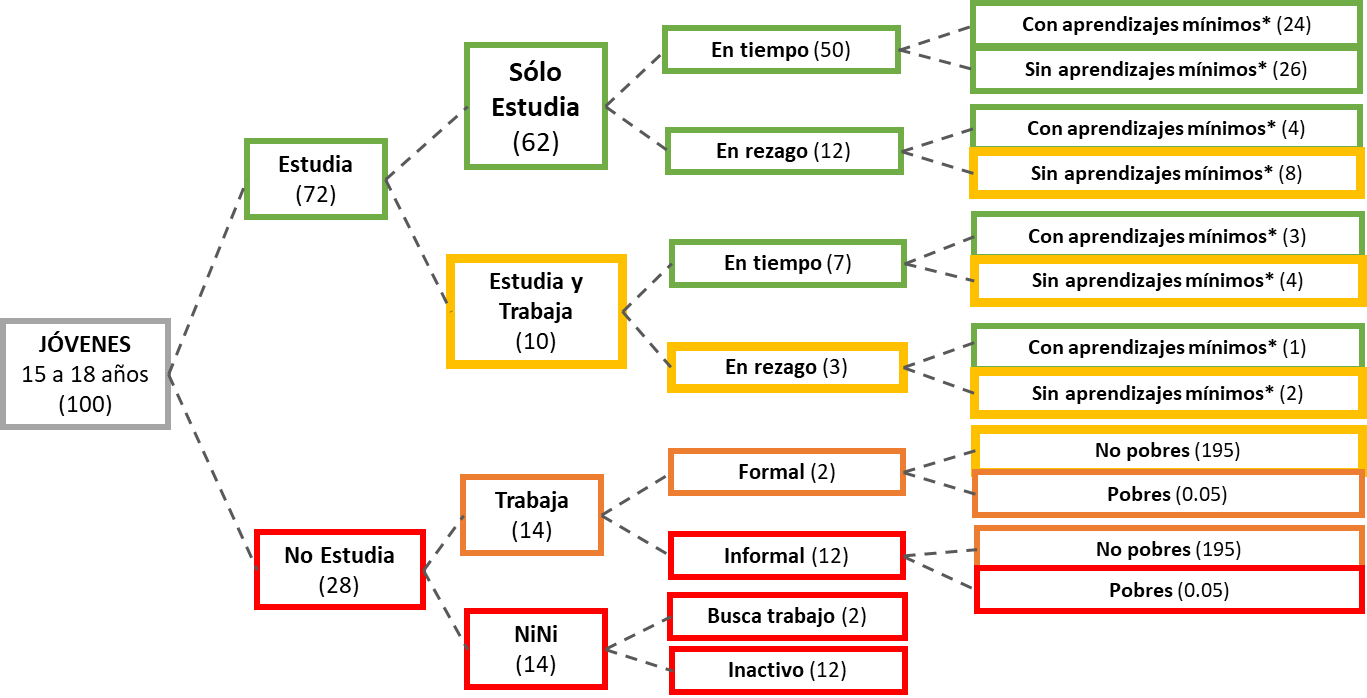 JÓVENES
15 a 18 años
(100)
Estudia
(72)
No Estudia
(28)
Sólo
Estudia
(62)
Estudia y
Trabaja
(10)
Trabaja
(14)
NiNi
(14)
En tiempo (50)
En rezago (12)
En tiempo (7)
En rezago (3)
Formal (2)
Informal (12)
Busca trabajo (2)
Inactivo (12)
Con aprendizajes mínimos* (24)
Sin aprendizajes mínimos* (26)
Con aprendizajes mínimos* (4)
Sin aprendizajes mínimos* (8)
Con aprendizajes mínimos* (3)
Sin aprendizajes mínimos* (4)
Con aprendizajes mínimos* (1)
Sin aprendizajes mínimos* (2)
No pobres (195)
Pobres (0.05)
No pobres (195)
Pobres (0.05)